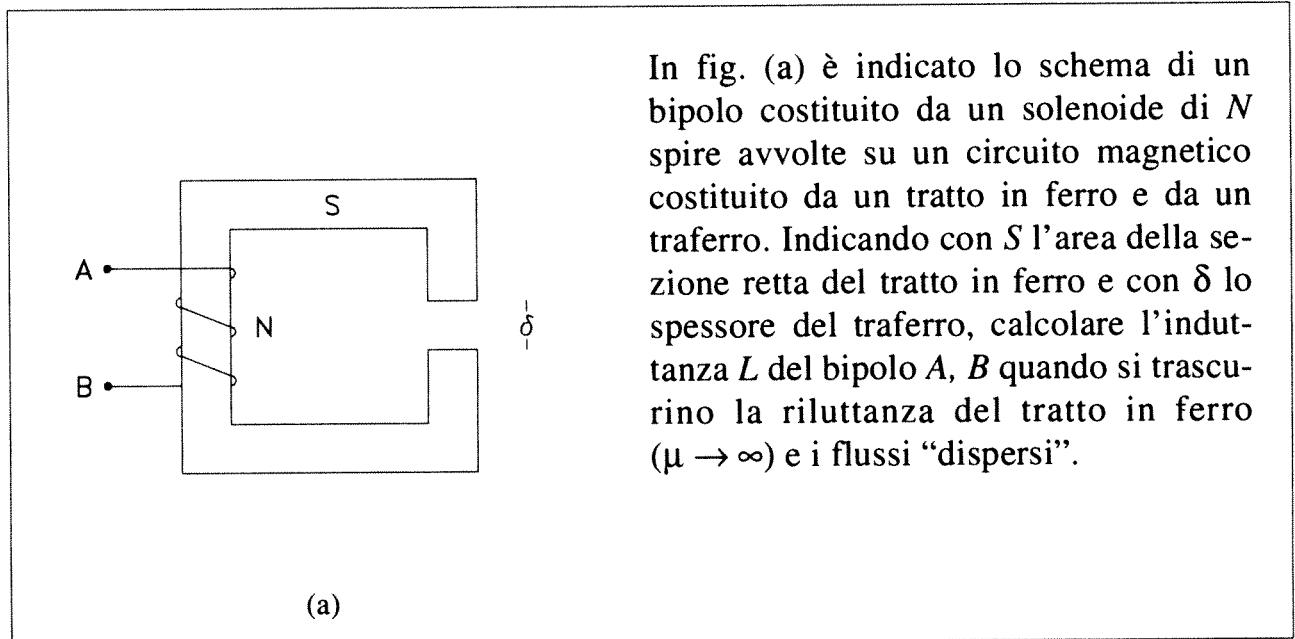 In fig. (a) è indicato lo schema di un
bipolo costituito da un solenoide di N
spire avvolte su un circuito magnetico
costituito da un tratto in ferro e da un
traferro. Indicando con S l'area della se-
zione retta del tratto in ferro e con δ lo
spessore del traferro, calcolare l'indut-
tanza L del bipolo A, B quando si trascu-
rino la riluttanza del tratto in ferro
(μ → ∞) e i flussi “dispersi”.
S
A
N
δ
B
(a)